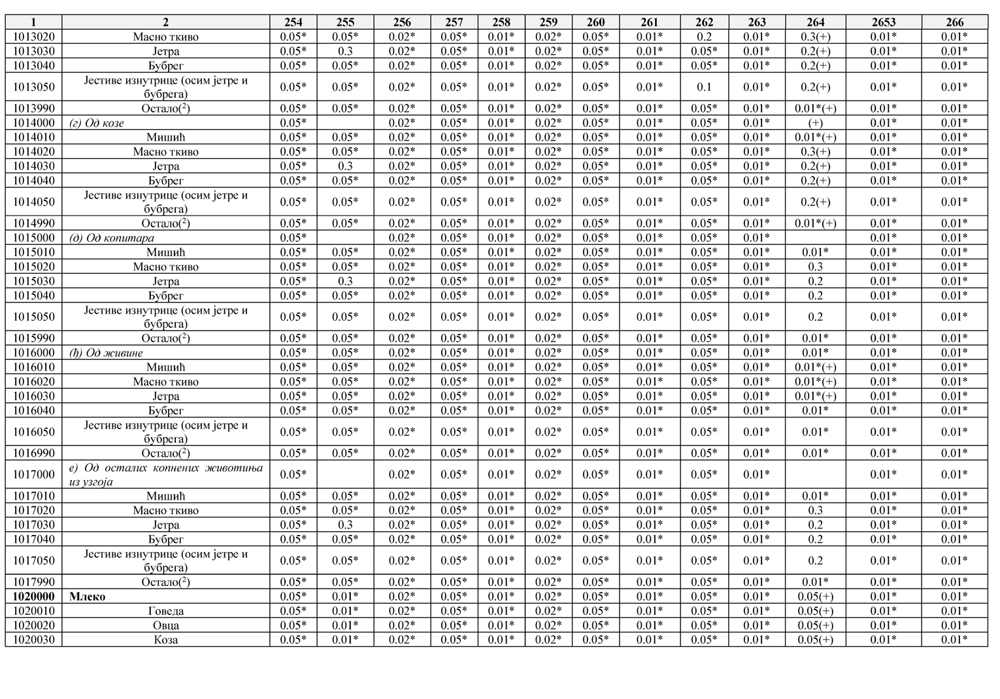 1 2 254 255 256 257 258 259 260 261 262 263 264 2653 266
1013020 Масно ткиво 0.05* 0.05* 0.02* 0.05* 0.01* 0.02* 0.05* 0.01* 0.2 0.01* 0.3(+) 0.01* 0.01*
1013030 Јетра 0.05* 0.3 0.02* 0.05* 0.01* 0.02* 0.05* 0.01* 0.05* 0.01* 0.2(+) 0.01* 0.01*
1013040 Бубрег 0.05* 0.05* 0.02* 0.05* 0.01* 0.02* 0.05* 0.01* 0.05* 0.01* 0.2(+) 0.01* 0.01*
1013050 Јестиве изнутрице (осим јетре и
бубрега) 0.05* 0.05* 0.02* 0.05* 0.01* 0.02* 0.05* 0.01* 0.1 0.01* 0.2(+) 0.01* 0.01*
1013990 Остало(²) 0.05* 0.05* 0.02* 0.05* 0.01* 0.02* 0.05* 0.01* 0.05* 0.01* 0.01*(+) 0.01* 0.01*
1014000 (г) Од козе 0.05* 0.02* 0.05* 0.01* 0.02* 0.05* 0.01* 0.05* 0.01* (+) 0.01* 0.01*
1014010 Мишић 0.05* 0.05* 0.02* 0.05* 0.01* 0.02* 0.05* 0.01* 0.05* 0.01* 0.01*(+) 0.01* 0.01*
1014020 Масно ткиво 0.05* 0.05* 0.02* 0.05* 0.01* 0.02* 0.05* 0.01* 0.05* 0.01* 0.3(+) 0.01* 0.01*
1014030 Јетра 0.05* 0.3 0.02* 0.05* 0.01* 0.02* 0.05* 0.01* 0.05* 0.01* 0.2(+) 0.01* 0.01*
1014040 Бубрег 0.05* 0.05* 0.02* 0.05* 0.01* 0.02* 0.05* 0.01* 0.05* 0.01* 0.2(+) 0.01* 0.01*
1014050 Јестиве изнутрице (осим јетре и
бубрега) 0.05* 0.05* 0.02* 0.05* 0.01* 0.02* 0.05* 0.01* 0.05* 0.01* 0.2(+) 0.01* 0.01*
1014990 Остало(²) 0.05* 0.05* 0.02* 0.05* 0.01* 0.02* 0.05* 0.01* 0.05* 0.01* 0.01*(+) 0.01* 0.01*
1015000 (д) Од копитара 0.05* 0.02* 0.05* 0.01* 0.02* 0.05* 0.01* 0.05* 0.01* 0.01* 0.01*
1015010 Мишић 0.05* 0.05* 0.02* 0.05* 0.01* 0.02* 0.05* 0.01* 0.05* 0.01* 0.01* 0.01* 0.01*
1015020 Масно ткиво 0.05* 0.05* 0.02* 0.05* 0.01* 0.02* 0.05* 0.01* 0.05* 0.01* 0.3 0.01* 0.01*
1015030 Јетра 0.05* 0.3 0.02* 0.05* 0.01* 0.02* 0.05* 0.01* 0.05* 0.01* 0.2 0.01* 0.01*
1015040 Бубрег 0.05* 0.05* 0.02* 0.05* 0.01* 0.02* 0.05* 0.01* 0.05* 0.01* 0.2 0.01* 0.01*
1015050 Јестиве изнутрице (осим јетре и
бубрега) 0.05* 0.05* 0.02* 0.05* 0.01* 0.02* 0.05* 0.01* 0.05* 0.01* 0.2 0.01* 0.01*
1015990 Остало(²) 0.05* 0.05* 0.02* 0.05* 0.01* 0.02* 0.05* 0.01* 0.05* 0.01* 0.01* 0.01* 0.01*
1016000 (ђ) Од живине 0.05* 0.05* 0.02* 0.05* 0.01* 0.02* 0.05* 0.01* 0.05* 0.01* 0.01* 0.01* 0.01*
1016010 Мишић 0.05* 0.05* 0.02* 0.05* 0.01* 0.02* 0.05* 0.01* 0.05* 0.01* 0.01*(+) 0.01* 0.01*
1016020 Масно ткиво 0.05* 0.05* 0.02* 0.05* 0.01* 0.02* 0.05* 0.01* 0.05* 0.01* 0.01*(+) 0.01* 0.01*
1016030 Јетра 0.05* 0.05* 0.02* 0.05* 0.01* 0.02* 0.05* 0.01* 0.05* 0.01* 0.01*(+) 0.01* 0.01*
1016040 Бубрег 0.05* 0.05* 0.02* 0.05* 0.01* 0.02* 0.05* 0.01* 0.05* 0.01* 0.01* 0.01* 0.01*
1016050 Јестиве изнутрице (осим јетре и
бубрега) 0.05* 0.05* 0.02* 0.05* 0.01* 0.02* 0.05* 0.01* 0.05* 0.01* 0.01* 0.01* 0.01*
1016990 Остало(²) 0.05* 0.05* 0.02* 0.05* 0.01* 0.02* 0.05* 0.01* 0.05* 0.01* 0.01* 0.01* 0.01*
1017000 е) Од осталих копнених животиња
из узгоја 0.05* 0.02* 0.05* 0.01* 0.02* 0.05* 0.01* 0.05* 0.01* 0.01* 0.01*
1017010 Мишић 0.05* 0.05* 0.02* 0.05* 0.01* 0.02* 0.05* 0.01* 0.05* 0.01* 0.01* 0.01* 0.01*
1017020 Масно ткиво 0.05* 0.05* 0.02* 0.05* 0.01* 0.02* 0.05* 0.01* 0.05* 0.01* 0.3 0.01* 0.01*
1017030 Јетра 0.05* 0.3 0.02* 0.05* 0.01* 0.02* 0.05* 0.01* 0.05* 0.01* 0.2 0.01* 0.01*
1017040 Бубрег 0.05* 0.05* 0.02* 0.05* 0.01* 0.02* 0.05* 0.01* 0.05* 0.01* 0.2 0.01* 0.01*
1017050 Јестиве изнутрице (осим јетре и
бубрега) 0.05* 0.05* 0.02* 0.05* 0.01* 0.02* 0.05* 0.01* 0.05* 0.01* 0.2 0.01* 0.01*
1017990 Остало(²) 0.05* 0.05* 0.02* 0.05* 0.01* 0.02* 0.05* 0.01* 0.05* 0.01* 0.01* 0.01* 0.01*
1020000 Млеко 0.05* 0.01* 0.02* 0.05* 0.01* 0.02* 0.05* 0.01* 0.05* 0.01* 0.05(+) 0.01* 0.01*
1020010 Говеда 0.05* 0.01* 0.02* 0.05* 0.01* 0.02* 0.05* 0.01* 0.05* 0.01* 0.05(+) 0.01* 0.01*
1020020 Овца 0.05* 0.01* 0.02* 0.05* 0.01* 0.02* 0.05* 0.01* 0.05* 0.01* 0.05(+) 0.01* 0.01*
1020030 Коза 0.05* 0.01* 0.02* 0.05* 0.01* 0.02* 0.05* 0.01* 0.05* 0.01* 0.05(+) 0.01* 0.01*